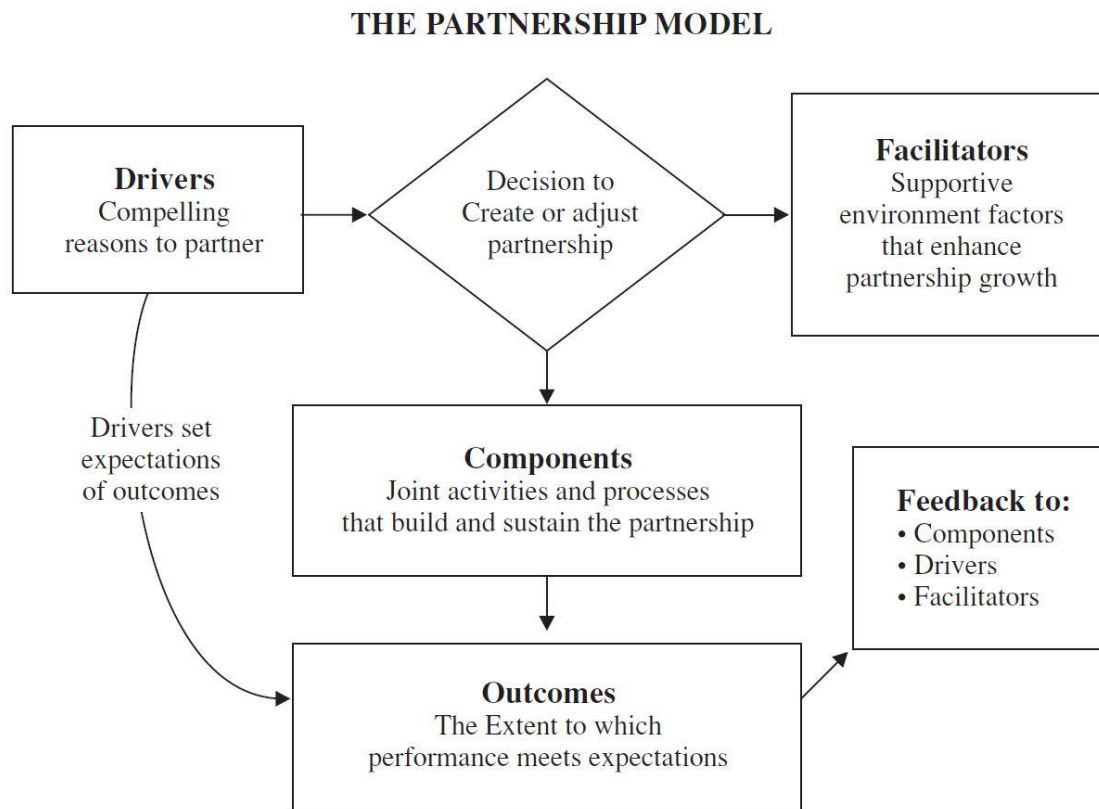 THE PARTNERSHIP MODEL
Drivers
Compelling
reasons to partner
Decision to
Create or adjust
partnership
Facilitators
Supportive
environment factors
that enhance
partnership growth
Drivers set
expectations
of outcomes
Components
Joint activities and processes
that build and sustain the partnership
Feedback to:
• Components
• Drivers
• Facilitators
Outcomes
The Extent to which
performance meets expectations